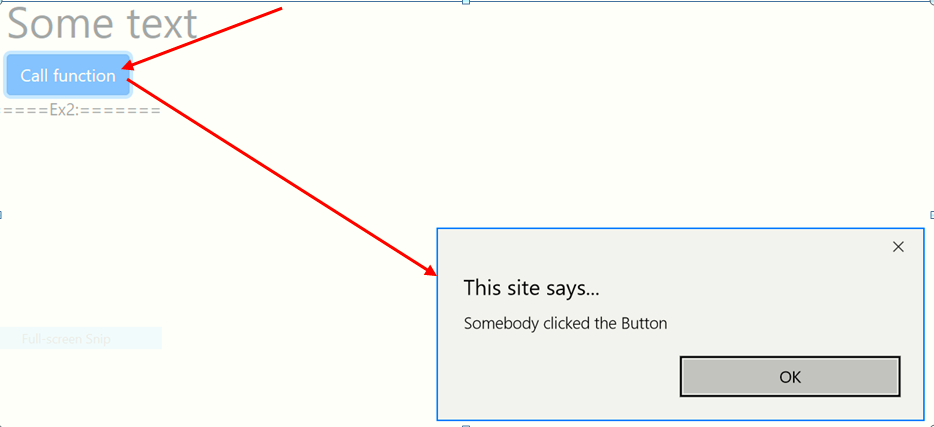 Some text
Call function
====Ex2:=======
Full-screen Snip
This site says...
Somebody clicked the Button
OK